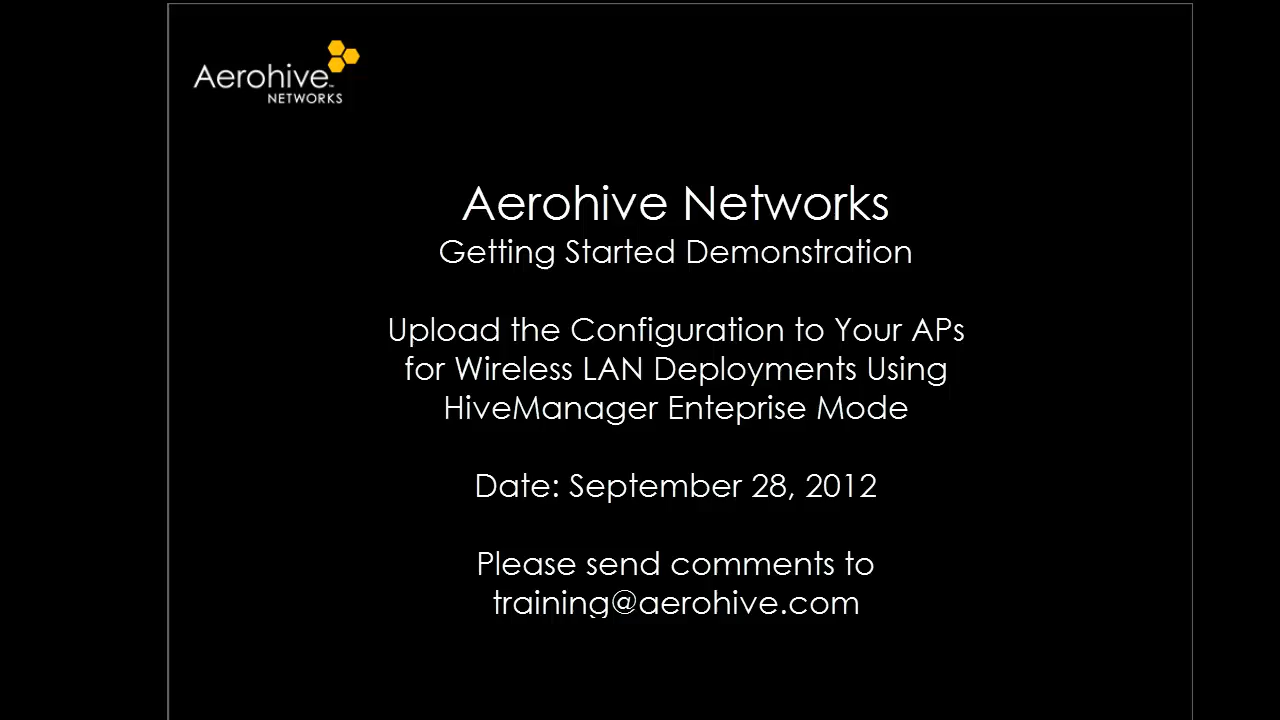 Aerohive™
NETWORKS
Aerohive Networks
Getting Started Demonstration
Upload the Configuration to Your APs
for Wireless LAN Deployments Using
HiveManager Enteprise Mode
Date: September 28, 2012
Please send comments to
training@aerohive.com